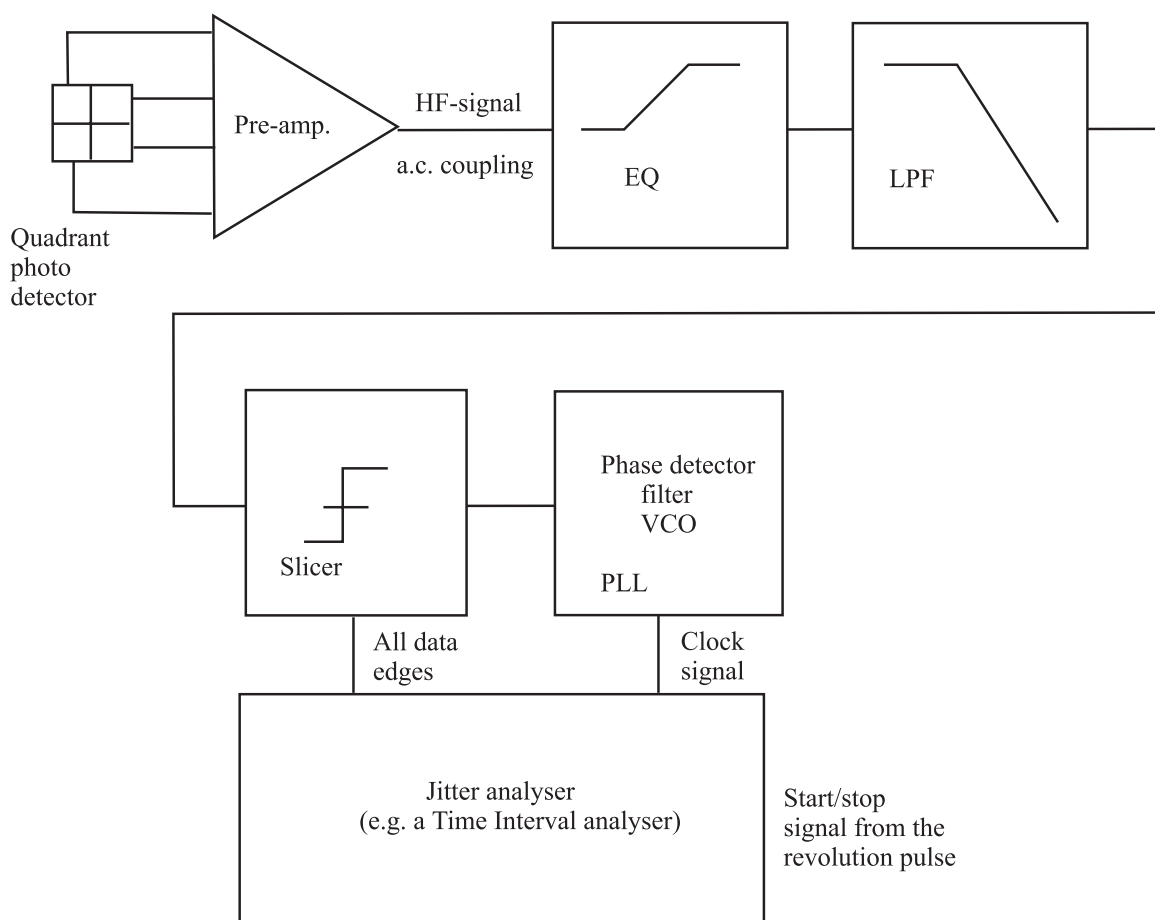 Pre-amp.
HF-signal
a.c. coupling
EQ
LPF
Quadrant
photo
detector
Slicer
Phase detector
filter
VCO
PLL
All data
edges
Clock
signal
Jitter analyser
(e.g. a Time Interval analyser)
Start/stop
signal from the
revolution pulse